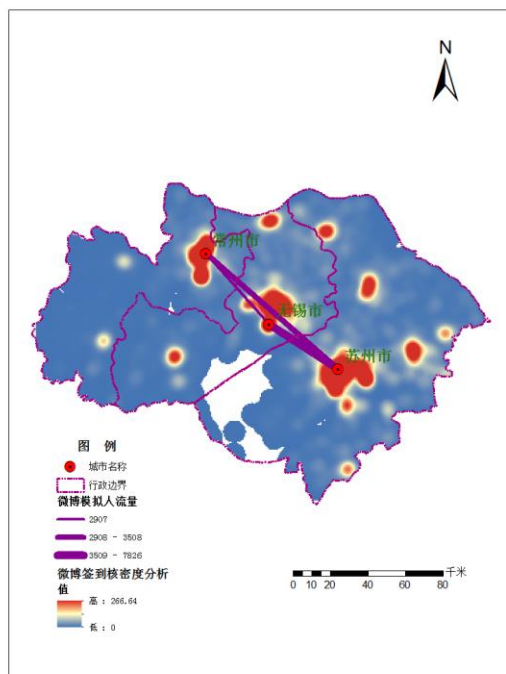 N
常州市
无锡市
苏州市
图 例
城市名称
行政边界
微博模拟人流量
2907
2908 - 3508
3509 - 7826
微博签到核密度分析
值
高 : 266.64
低 : 0
千米
0 10 20 40 60 80